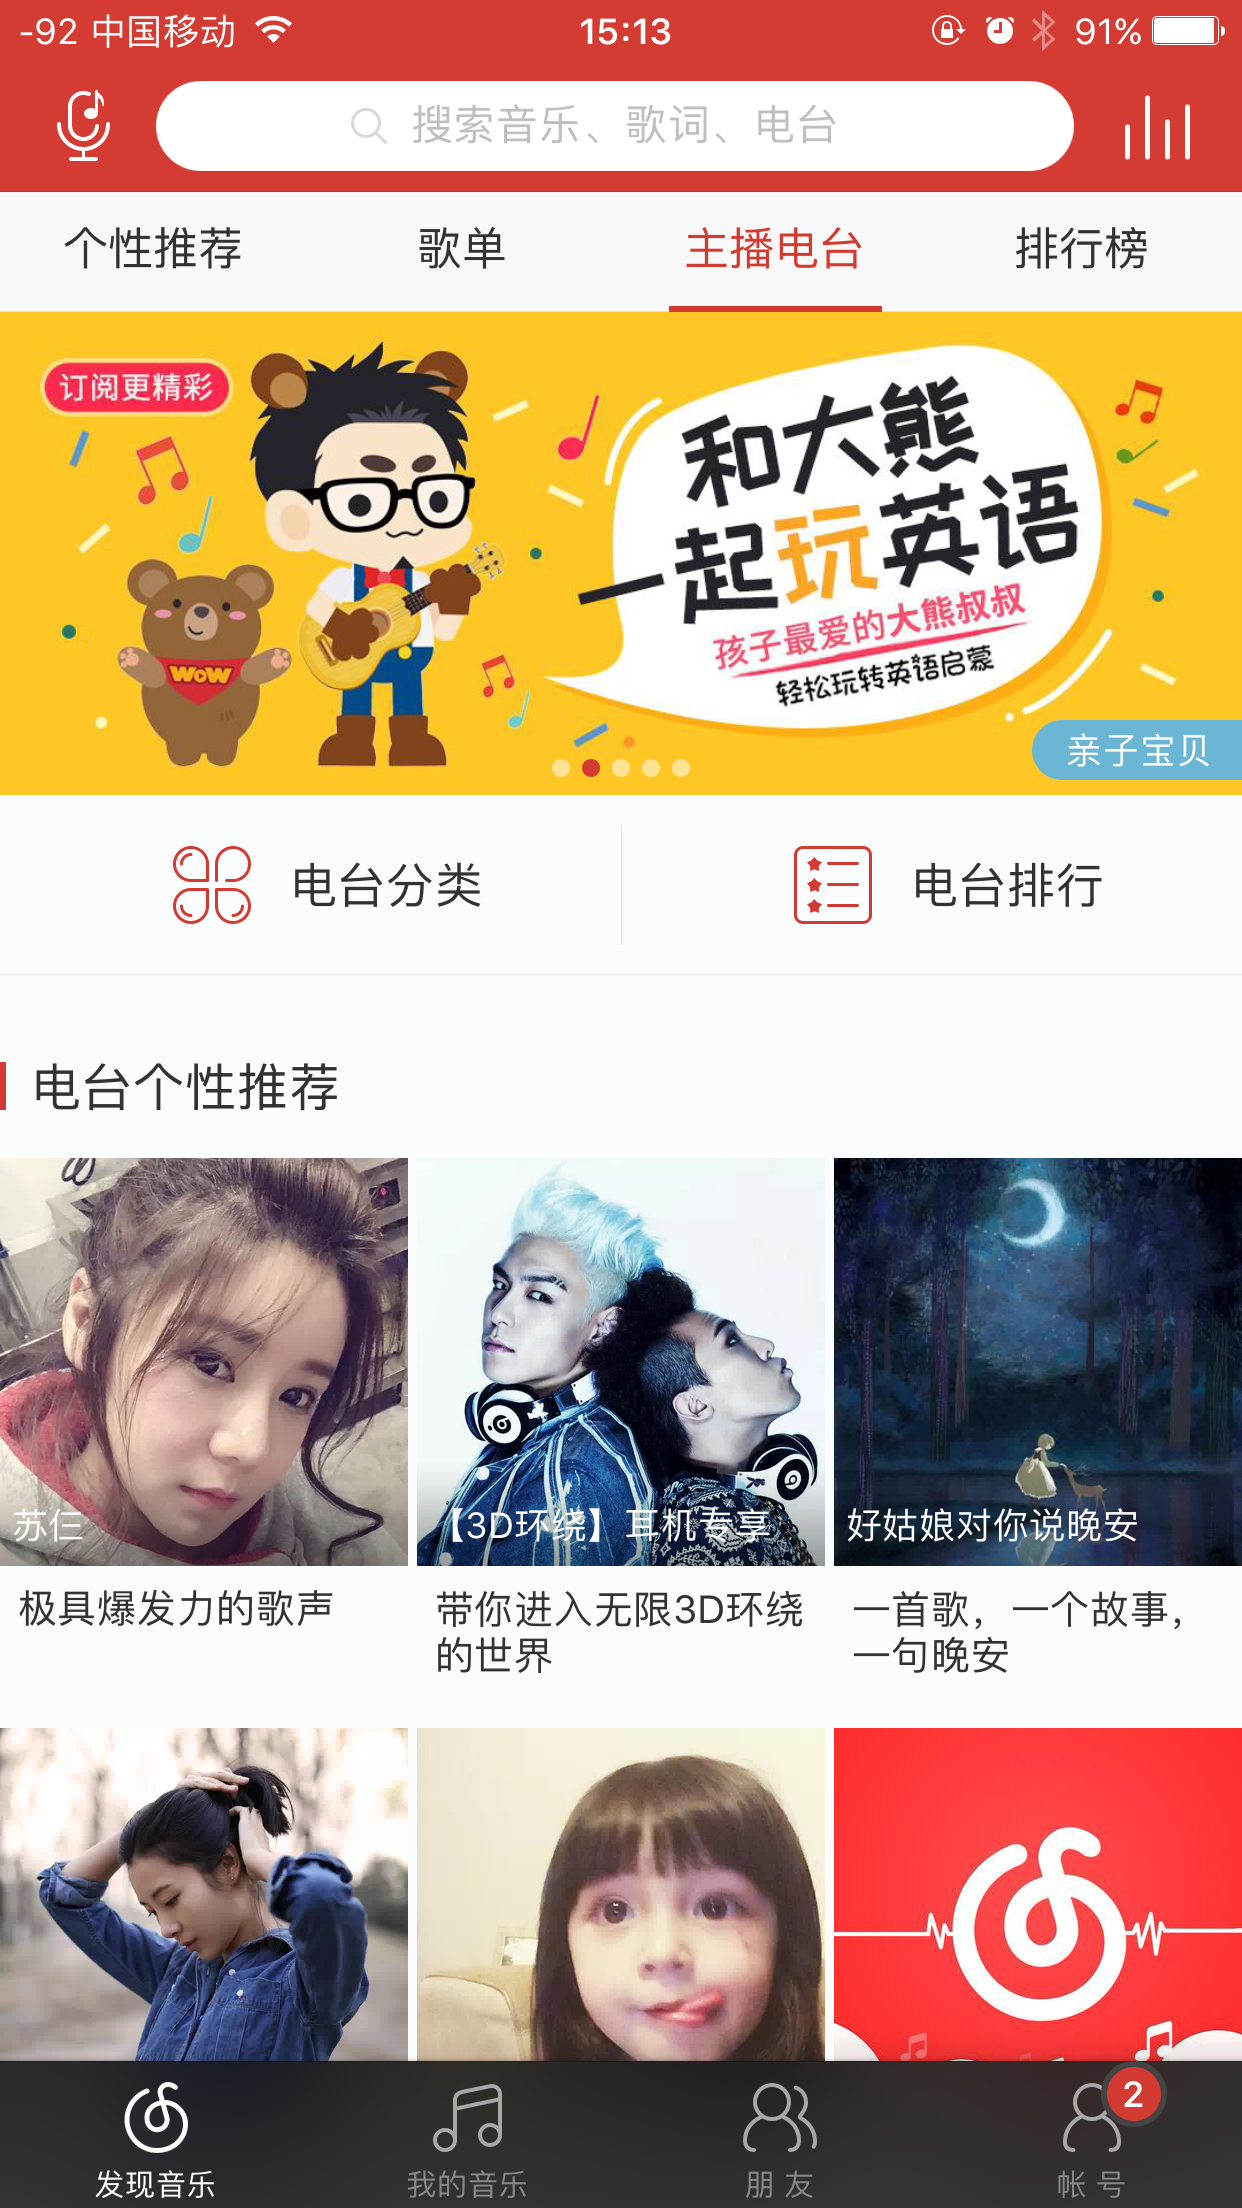 -92 中国移动 15:13 91%
搜索音乐、歌词、电台
个性推荐 歌单 主播电台 排行榜
订阅更精彩
和大熊
一起玩英语
孩子最爱的大熊叔叔
轻松玩转英语启蒙
WOW
亲子宝贝
电台分类 电台排行
电台个性推荐
苏仨
【3D环绕】耳机专享
好姑娘对你说晚安
极具爆发力的歌声
带你进入无限3D环绕
的世界
一首歌，一个故事，
一句晚安
2
发现音乐 我的音乐 朋友 帐号